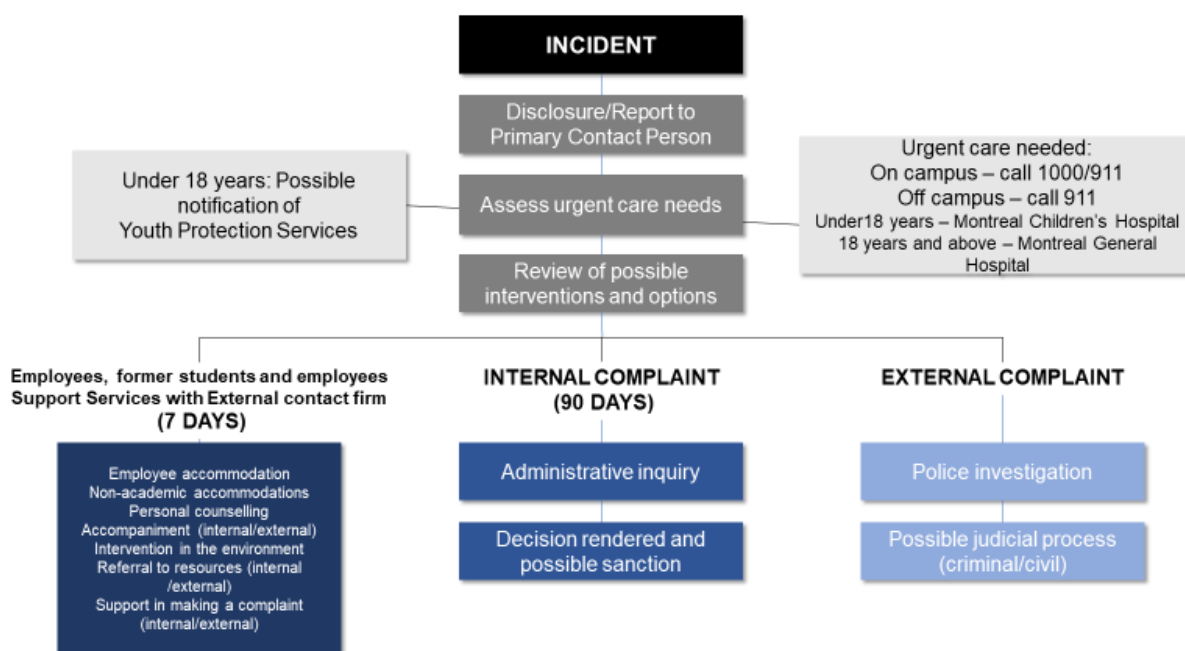 INCIDENT
Disclosure/Report to
Primary Contact Person
Under 18 years: Possible
notification of
Youth Protection Services
Assess urgent care needs
Urgent care needed:
On campus – call 1000/911
Off campus – call 911
Under18 years – Montreal Children's Hospital
18 years and above – Montreal General
Hospital
Review of possible
interventions and options
Employees, former students and employees
Support Services with External contact firm
(7 DAYS)
Employee accommodation
Non-academic accommodations
Personal counselling
Accompaniment (internal/external)
Intervention in the environment
Referral to resources (internal
/external)
Support in making a complaint
(internal/external)
INTERNAL COMPLAINT
(90 DAYS)
Administrative inquiry
Decision rendered and
possible sanction
EXTERNAL COMPLAINT
Police investigation
Possible judicial process
(criminal/civil)